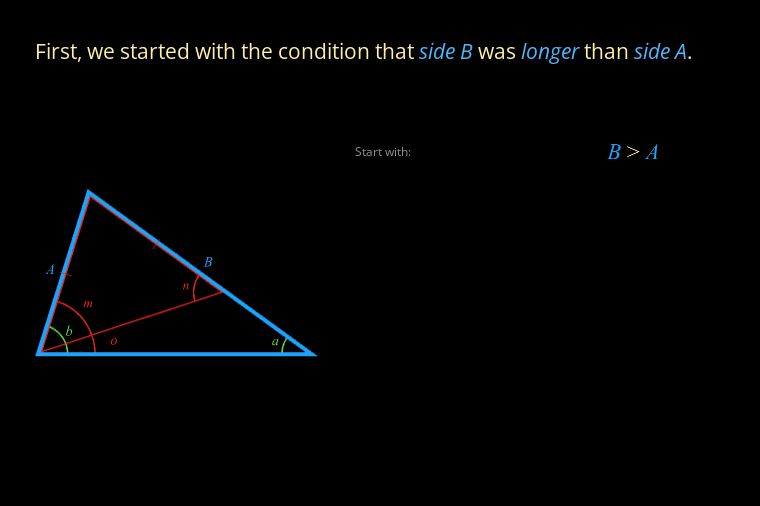 First, we started with the condition that side B was longer than side A.
Start with:
B > A
A
B
n
m
b
o
a